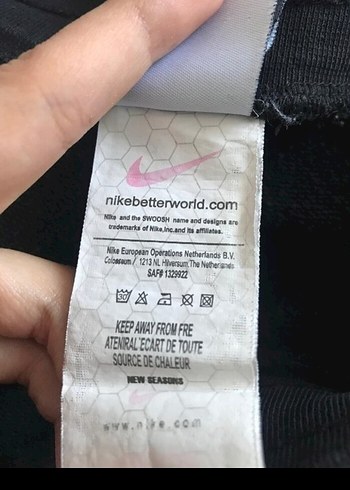 nikebetterworld.com
Nike and the SWOOSH name and designs are
trademarks of Nike,Inc.and its affiliates.
Nike European Operations Netherlands B.V.
Colosseum / 1213 NL Hilversum.The Netherlands
SAF# 1329922
30
KEEP AWAY FROM FRE
ATENIRAL'ECART DE TOUTE
SOURCE DE CHALEUR
NEW SEASONS
www.nike.com